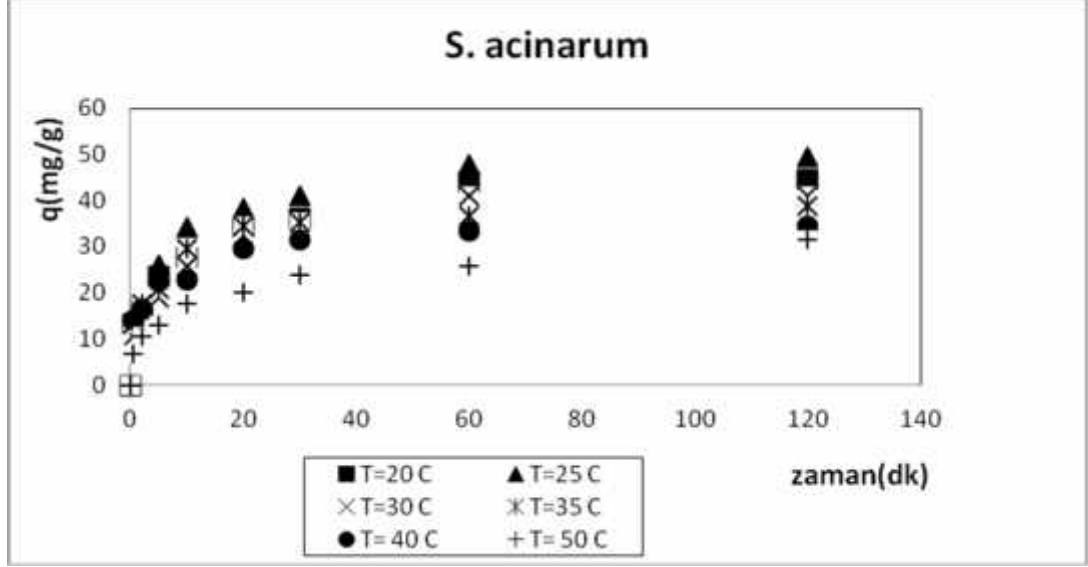 S. acinarum
q(mg/g)
60
50
40
30
20
10
0
0 20 40 60 80 100 120 140
zaman(dk)
T=20 C T=25 C
T=30 C T=35 C
T= 40 C T= 50 C